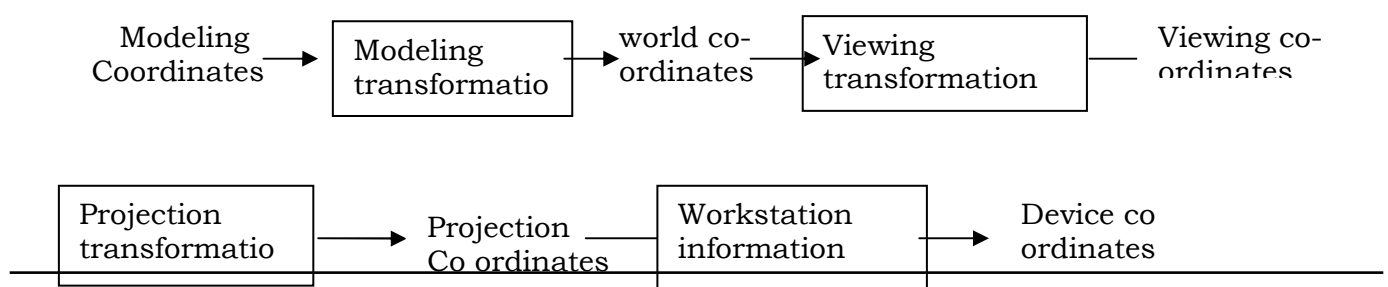 Modeling
Coordinates
Modeling
transformatio
world co-
ordinates
Viewing
transformation
Viewing co-
ordinates
Projection
transformatio
Projection
Co ordinates
Workstation
information
Device co
ordinates